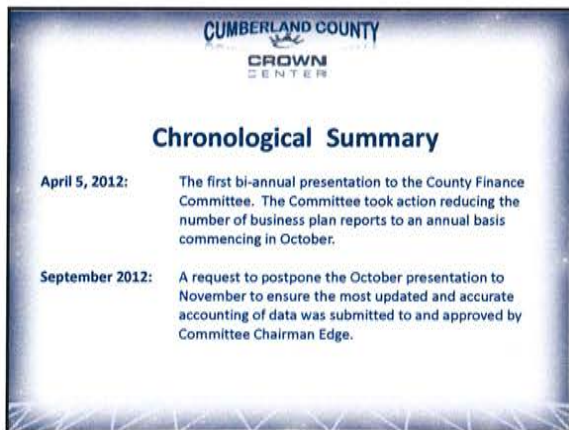 CUMBERLAND COUNTY
CROWN
CENTER
Chronological Summary
April 5, 2012: The first bi-annual presentation to the County Finance
Committee. The Committee took action reducing the
number of business plan reports to an annual basis
commencing in October.
September 2012: A request to postpone the October presentation to
November to ensure the most updated and accurate
accounting of data was submitted to and approved by
Committee Chairman Edge.